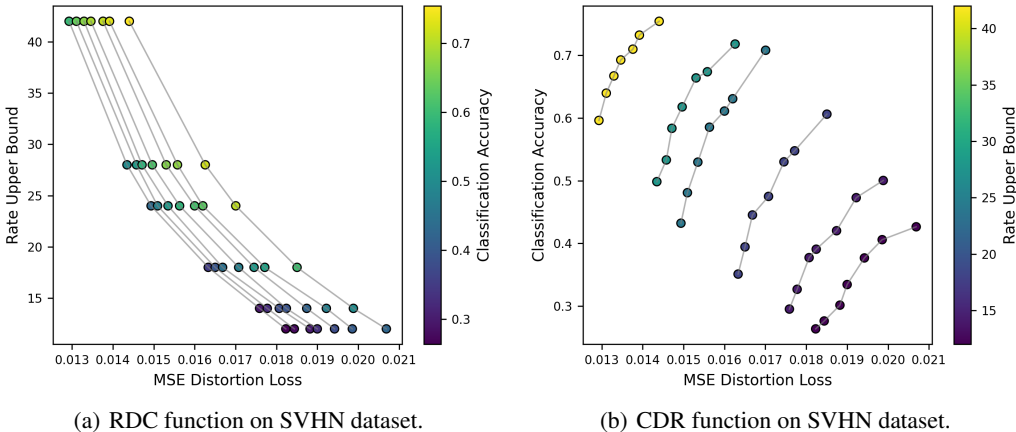 40
35
30
25
20
15
0.013 0.014 0.015 0.016 0.017 0.018 0.019 0.020 0.021
Rate Upper Bound
MSE Distortion Loss
0.7
0.6
0.5
0.4
0.3
Classification Accuracy
(a) RDC function on SVHN dataset.
0.7
0.6
0.5
0.4
0.3
0.013 0.014 0.015 0.016 0.017 0.018 0.019 0.020 0.021
Classification Accuracy
MSE Distortion Loss
40
35
30
25
20
15
Rate Upper Bound
(b) CDR function on SVHN dataset.